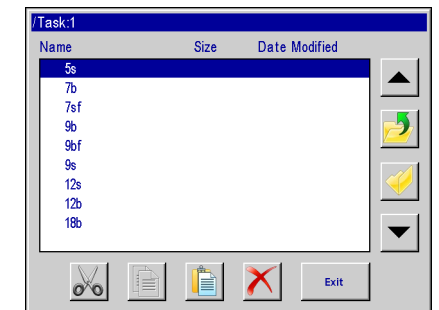 /Task:1
Name Size Date Modified
5s
7b
7sf
9b
9bf
9s
12s
12b
18b
Exit